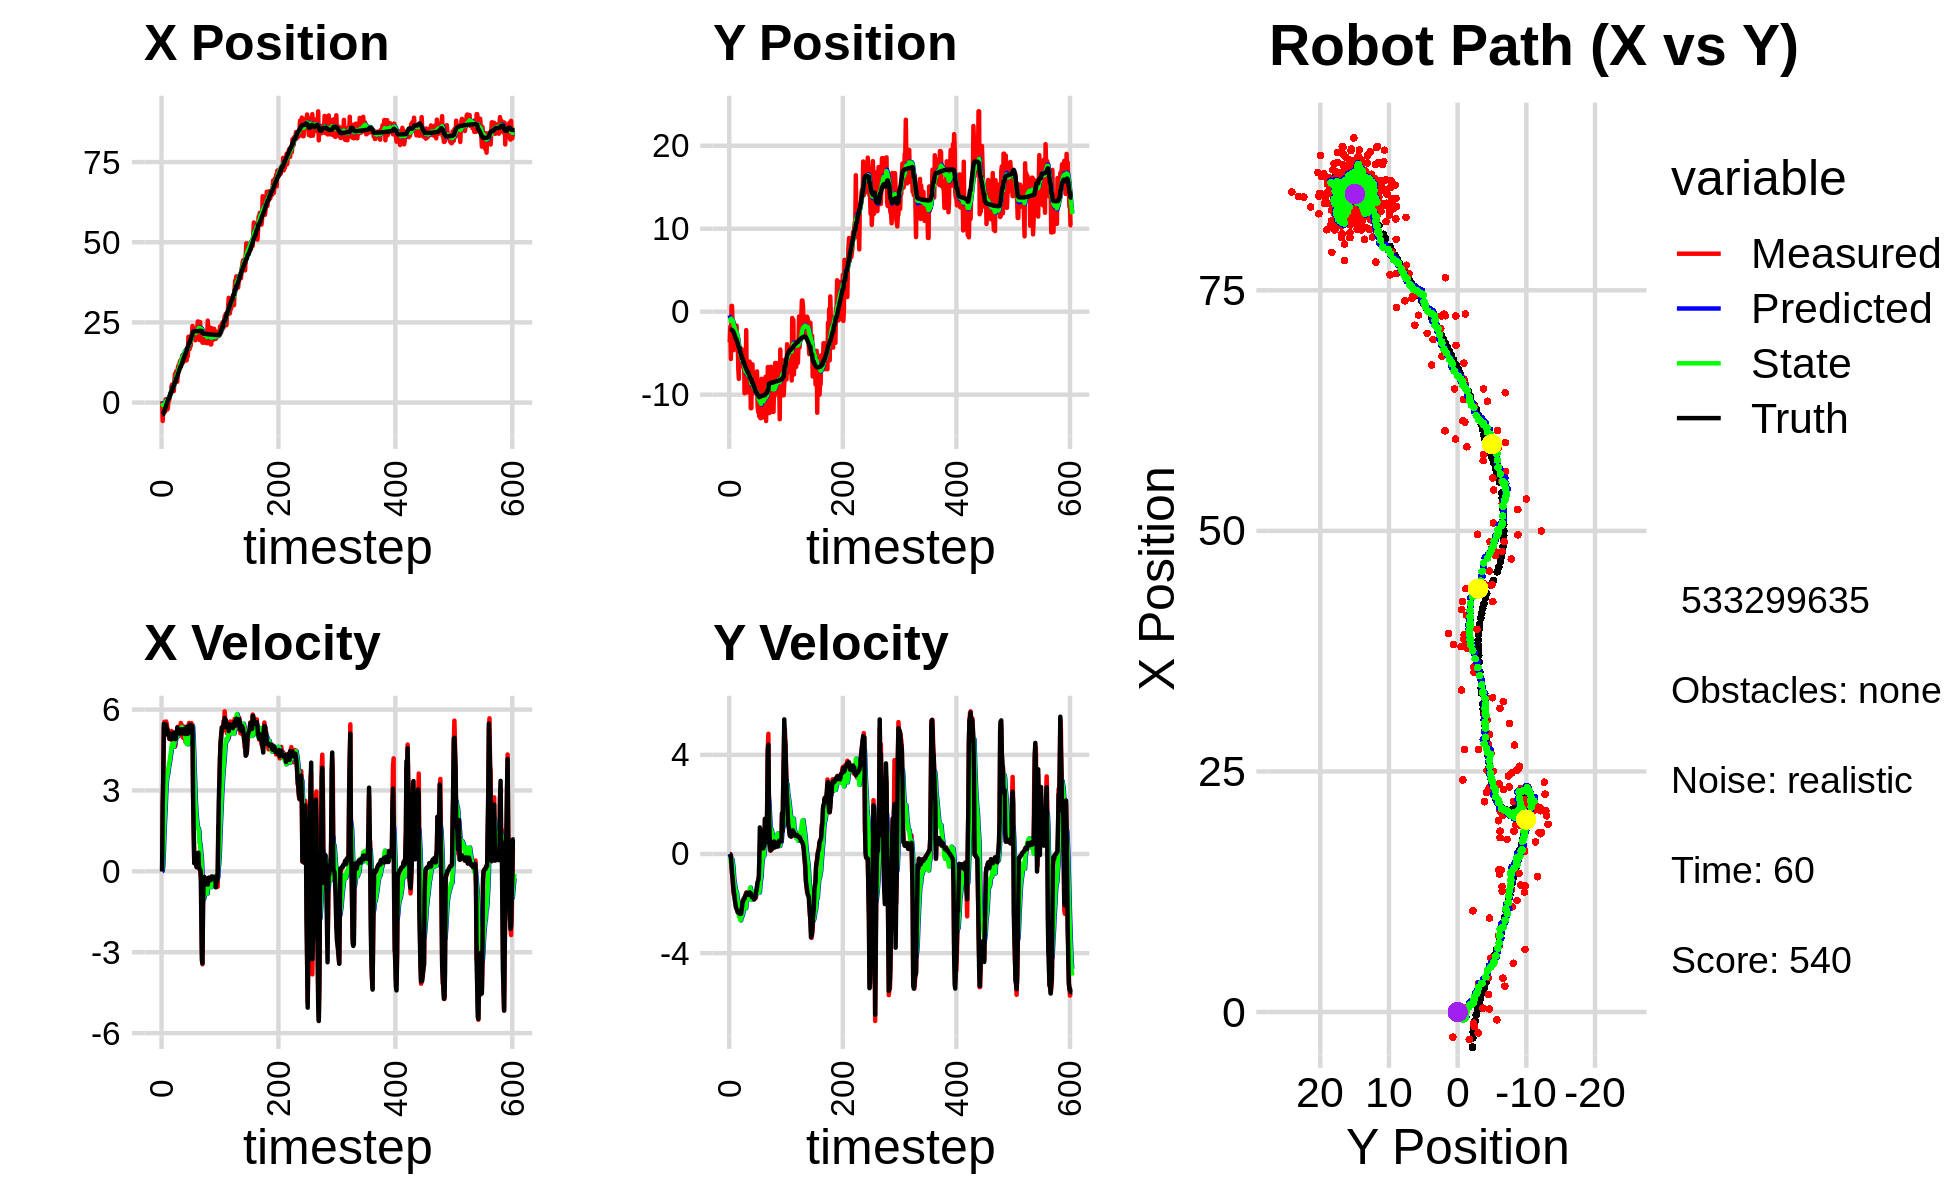 X Position
75
50
25
0
0
200
400
600
timestep
Y Position
20
10
0
-10
0
200
400
600
timestep
X Velocity
6
3
0
-3
-6
0
200
400
600
timestep
Y Velocity
4
0
-4
0
200
400
600
timestep
Robot Path (X vs Y)
X Position
75
50
25
0
20 10 0 -10 -20
Y Position
variable
Measured
Predicted
State
Truth
533299635
Obstacles: none
Noise: realistic
Time: 60
Score: 540